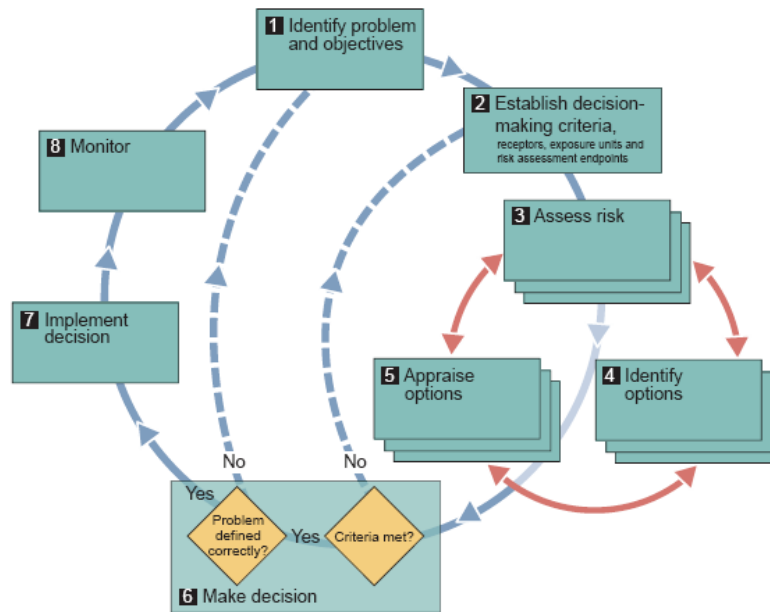 1 Identify problem
and objectives
2 Establish decision-
making criteria,
receptors, exposure units and
risk assessment endpoints
3 Assess risk
4 Identify
options
5 Appraise
options
No
No
Yes
Problem
defined
correctly?
Yes
Criteria met?
6 Make decision
7 Implement
decision
8 Monitor